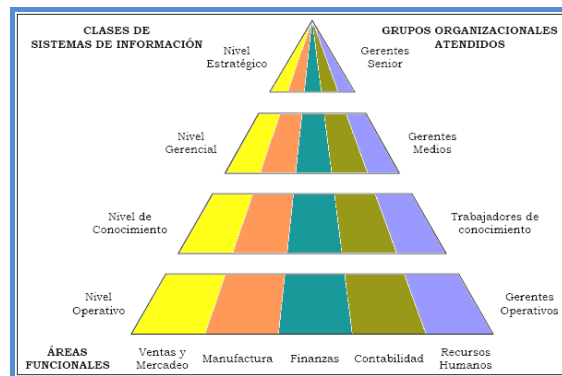 CLASES DE
SISTEMAS DE INFORMACIÓN
GRUPOS ORGANIZACIONALES
ATENDIDOS
Nivel
Estratégico
Gerentes
Senior
Nivel
Gerencial
Gerentes
Medios
Nivel de
Conocimiento
Trabajadores de
conocimiento
Nivel
Operativo
Gerentes
Operativos
ÁREAS
FUNCIONALES
Ventas y
Mercadeo
Manufactura
Finanzas
Contabilidad
Recursos
Humanos